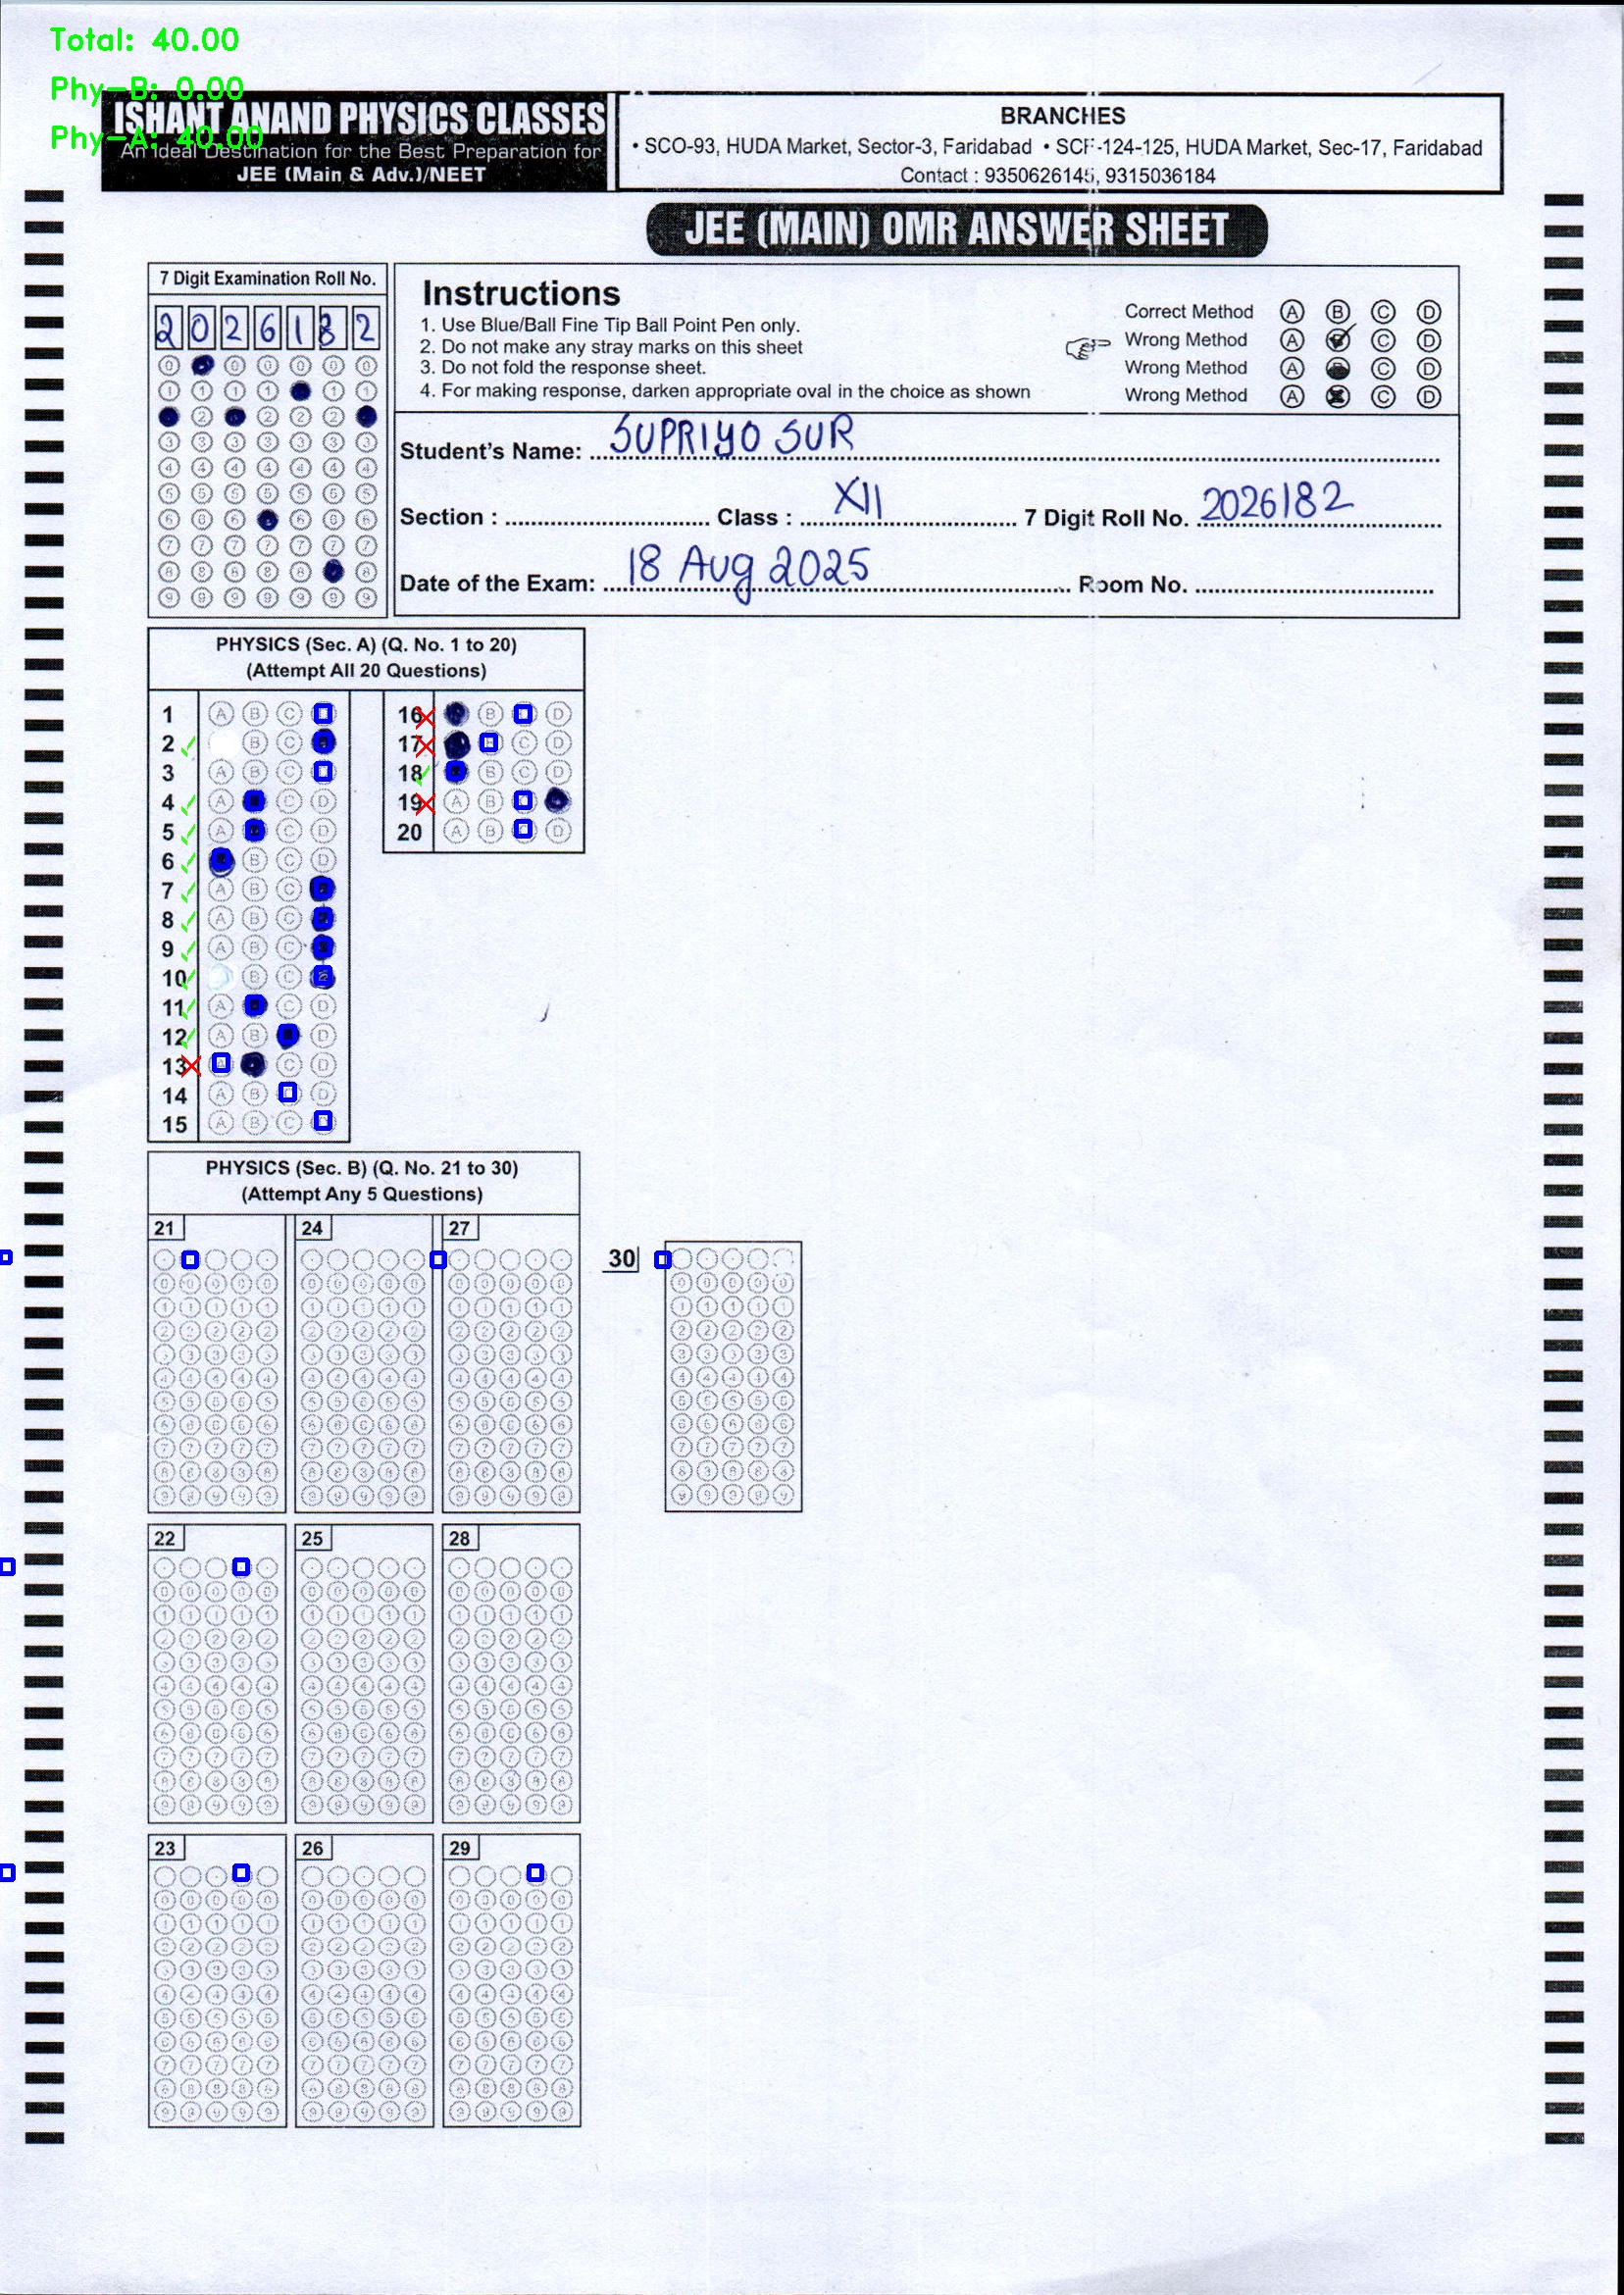 Total: 40.00
Phy-B: 0.00
Phy-A: 40.00
ISHANT ANAND PHYSICS CLASSES
An Ideal Destination for the Best Preparation for
JEE (Main & Adv.)/NEET
BRANCHES
• SCO-93, HUDA Market, Sector-3, Faridabad • SCF-124-125, HUDA Market, Sec-17, Faridabad
Contact : 9350626145, 9315036184
JEE (MAIN) OMR ANSWER SHEET
7 Digit Examination Roll No.
2 0 2 6 1 8 2
Instructions
1. Use Blue/Ball Fine Tip Ball Point Pen only.
2. Do not make any stray marks on this sheet
3. Do not fold the response sheet.
4. For making response, darken appropriate oval in the choice as shown
Correct Method A B C D
Wrong Method A C D
Wrong Method A C D
Wrong Method A C D
Student's Name: SUPRIYO SUR
Section : Class : XII 7 Digit Roll No. 2026182
Date of the Exam: 18 Aug 2025 Room No.
PHYSICS (Sec. A) (Q. No. 1 to 20)
(Attempt All 20 Questions)
1 A B C
2 B C
3 A B C
4 A C D
5 A C D
6 B C D
7 A B C
8 A B C
9 A B C
10 B C
11 A C D
12 A B D
13 C D
14 A B D
15 A B C
16 B D
17 C D
18 B C D
19 A B
20 A B D
PHYSICS (Sec. B) (Q. No. 21 to 30)
(Attempt Any 5 Questions)
21 24 27 30
22 25 28
23 26 29